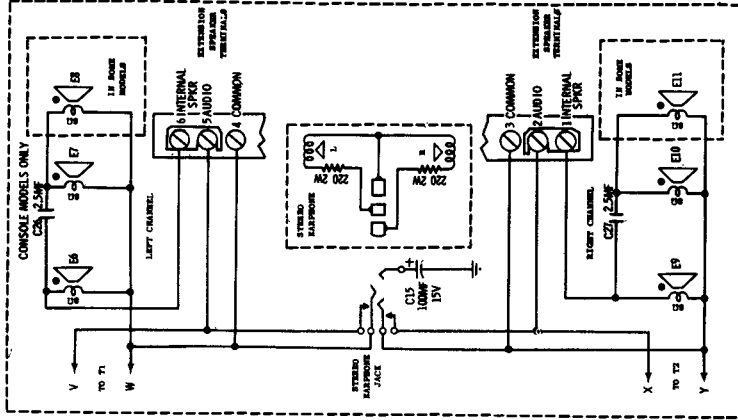 CONSOLE MODELS ONLY
C26 2.5MF
E6
E7
E8
IN SOME
MODELS
LEFT CHANNEL
6 INTERNAL
SPKR
5 AUDIO
4 COMMON
EXTENSION
SPEAKER
TERMINALS
V
TO T1
W
STEREO
EARPHONE
220 2W
L
220 2W
R
STEREO
EARPHONE
JACK
+
C15
100MF
15V
3 COMMON
2 AUDIO
1 INTERNAL
SPKR
EXTENSION
SPEAKER
TERMINALS
RIGHT CHANNEL
C27 2.5MF
E9
E10
E11
IN SOME
MODELS
X
TO T2
Y